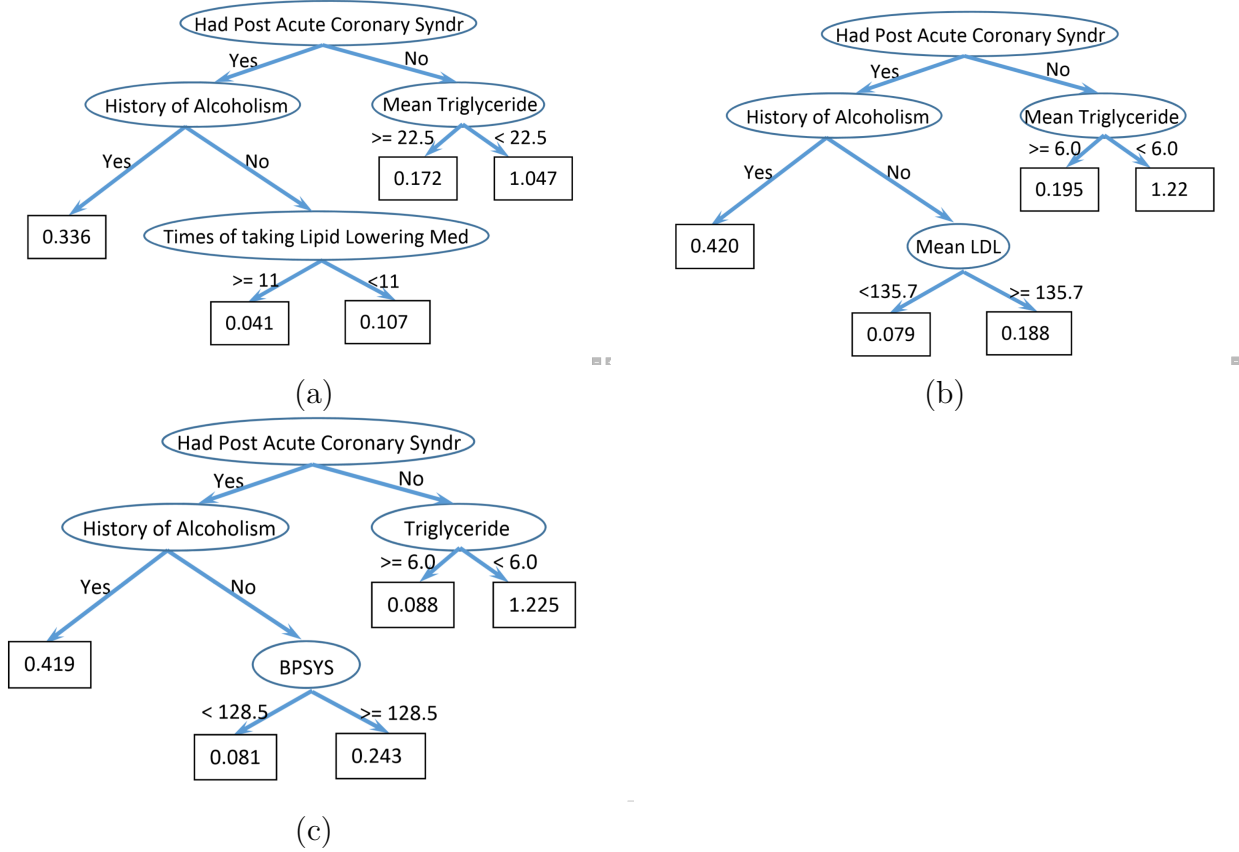 Had Post Acute Coronary Syndr
Yes
No
History of Alcoholism
Mean Triglyceride
>= 22.5
< 22.5
0.172
1.047
Yes
No
0.336
Times of taking Lipid Lowering Med
>= 11
<11
0.041
0.107
(a)
Had Post Acute Coronary Syndr
Yes
No
History of Alcoholism
Mean Triglyceride
>= 6.0
< 6.0
0.195
1.22
Yes
No
0.420
Mean LDL
<135.7
>= 135.7
0.079
0.188
(b)
Had Post Acute Coronary Syndr
Yes
No
History of Alcoholism
Triglyceride
>= 6.0
< 6.0
0.088
1.225
Yes
No
0.419
BPSYS
< 128.5
>= 128.5
0.081
0.243
(c)